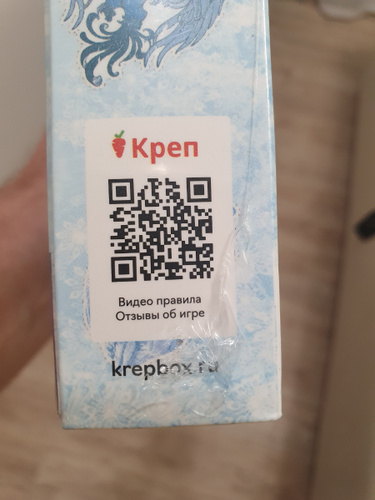 Креп
Видео правила
Отзывы об игре
krepbox.ru